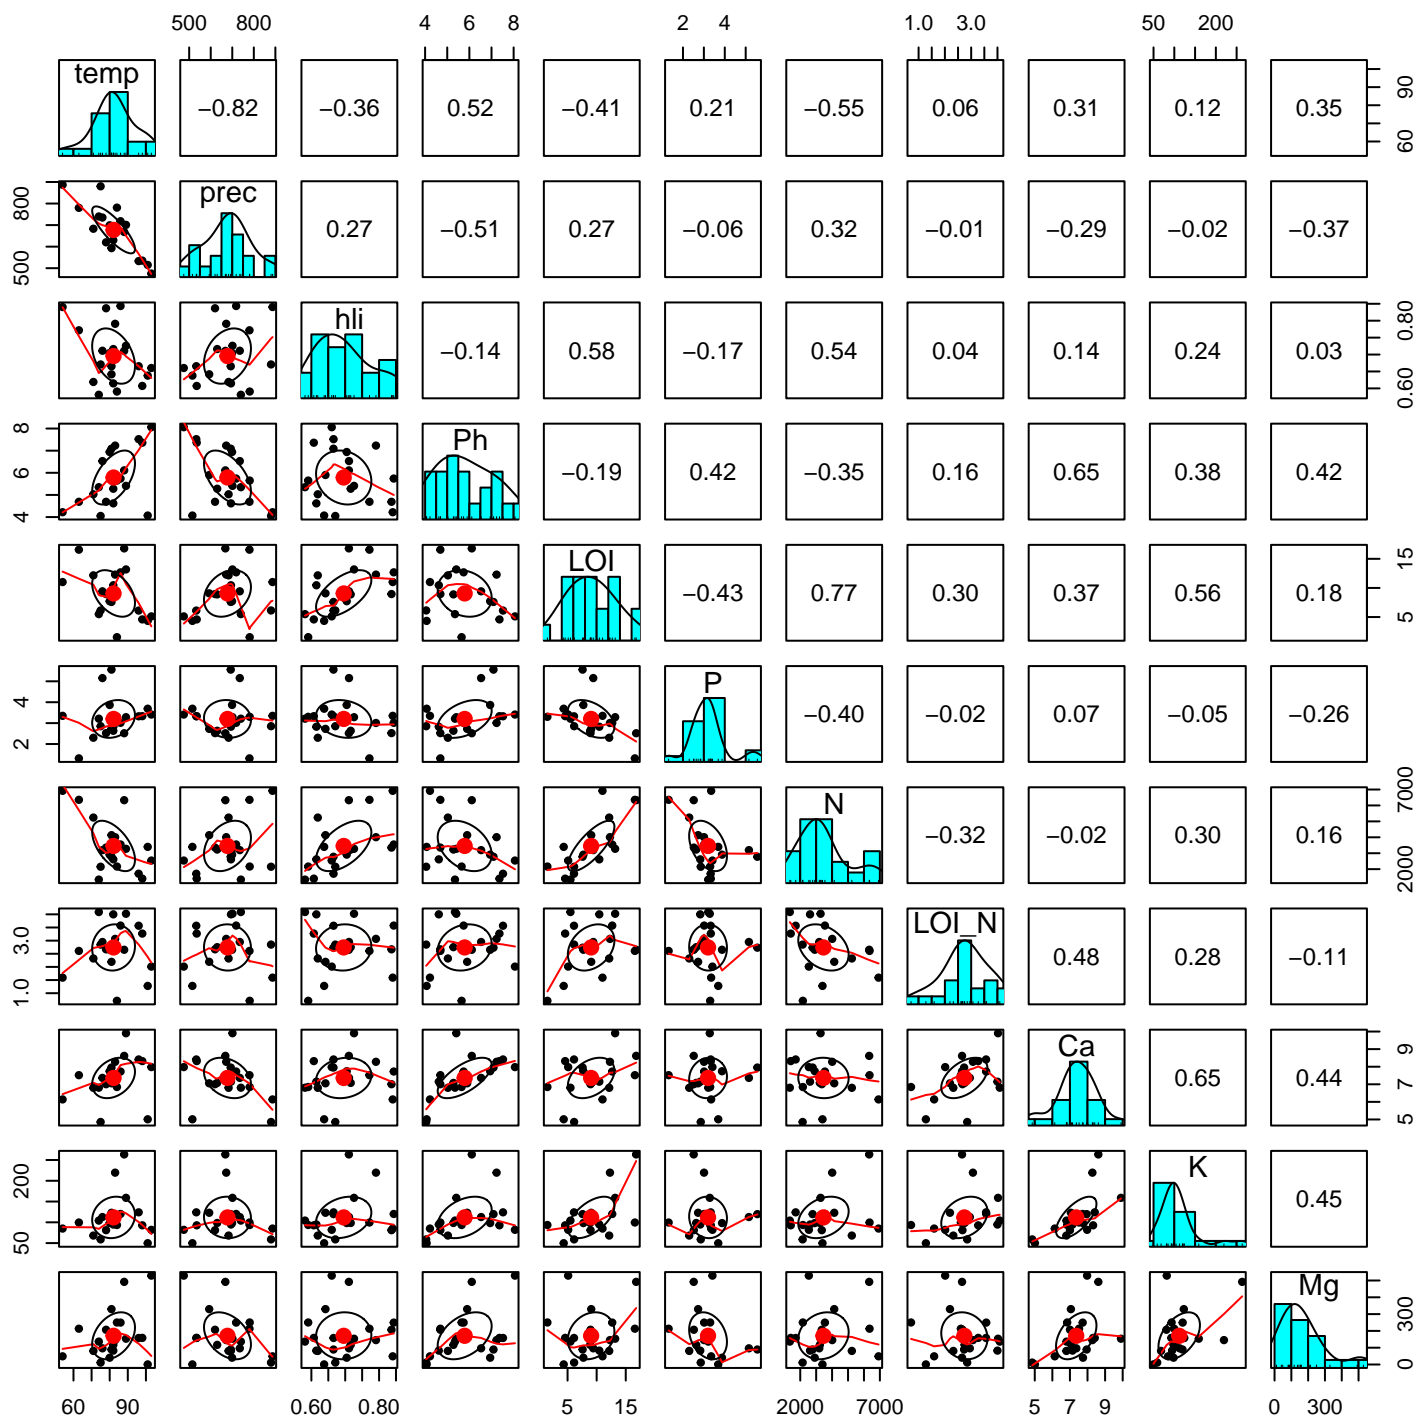 500 800 4 6 8 2 4 1.0 3.0 50 200
temp −0.82 −0.36 0.52 −0.41 0.21 −0.55 0.06 0.31 0.12 0.35 60 90
500 800 prec 0.27 −0.51 0.27 −0.06 0.32 −0.01 −0.29 −0.02 −0.37
hli −0.14 0.58 −0.17 0.54 0.04 0.14 0.24 0.03 0.60 0.80
4 6 8 Ph −0.19 0.42 −0.35 0.16 0.65 0.38 0.42
LOI −0.43 0.77 0.30 0.37 0.56 0.18 5 15
2 4 P −0.40 −0.02 0.07 −0.05 −0.26
N −0.32 −0.02 0.30 0.16 2000 7000
1.0 3.0 LOI_N 0.48 0.28 −0.11
Ca 0.65 0.44 5 7 9
50 200 K 0.45
Mg 0 300
60 90 0.60 0.80 5 15 2000 7000 5 7 9 0 300